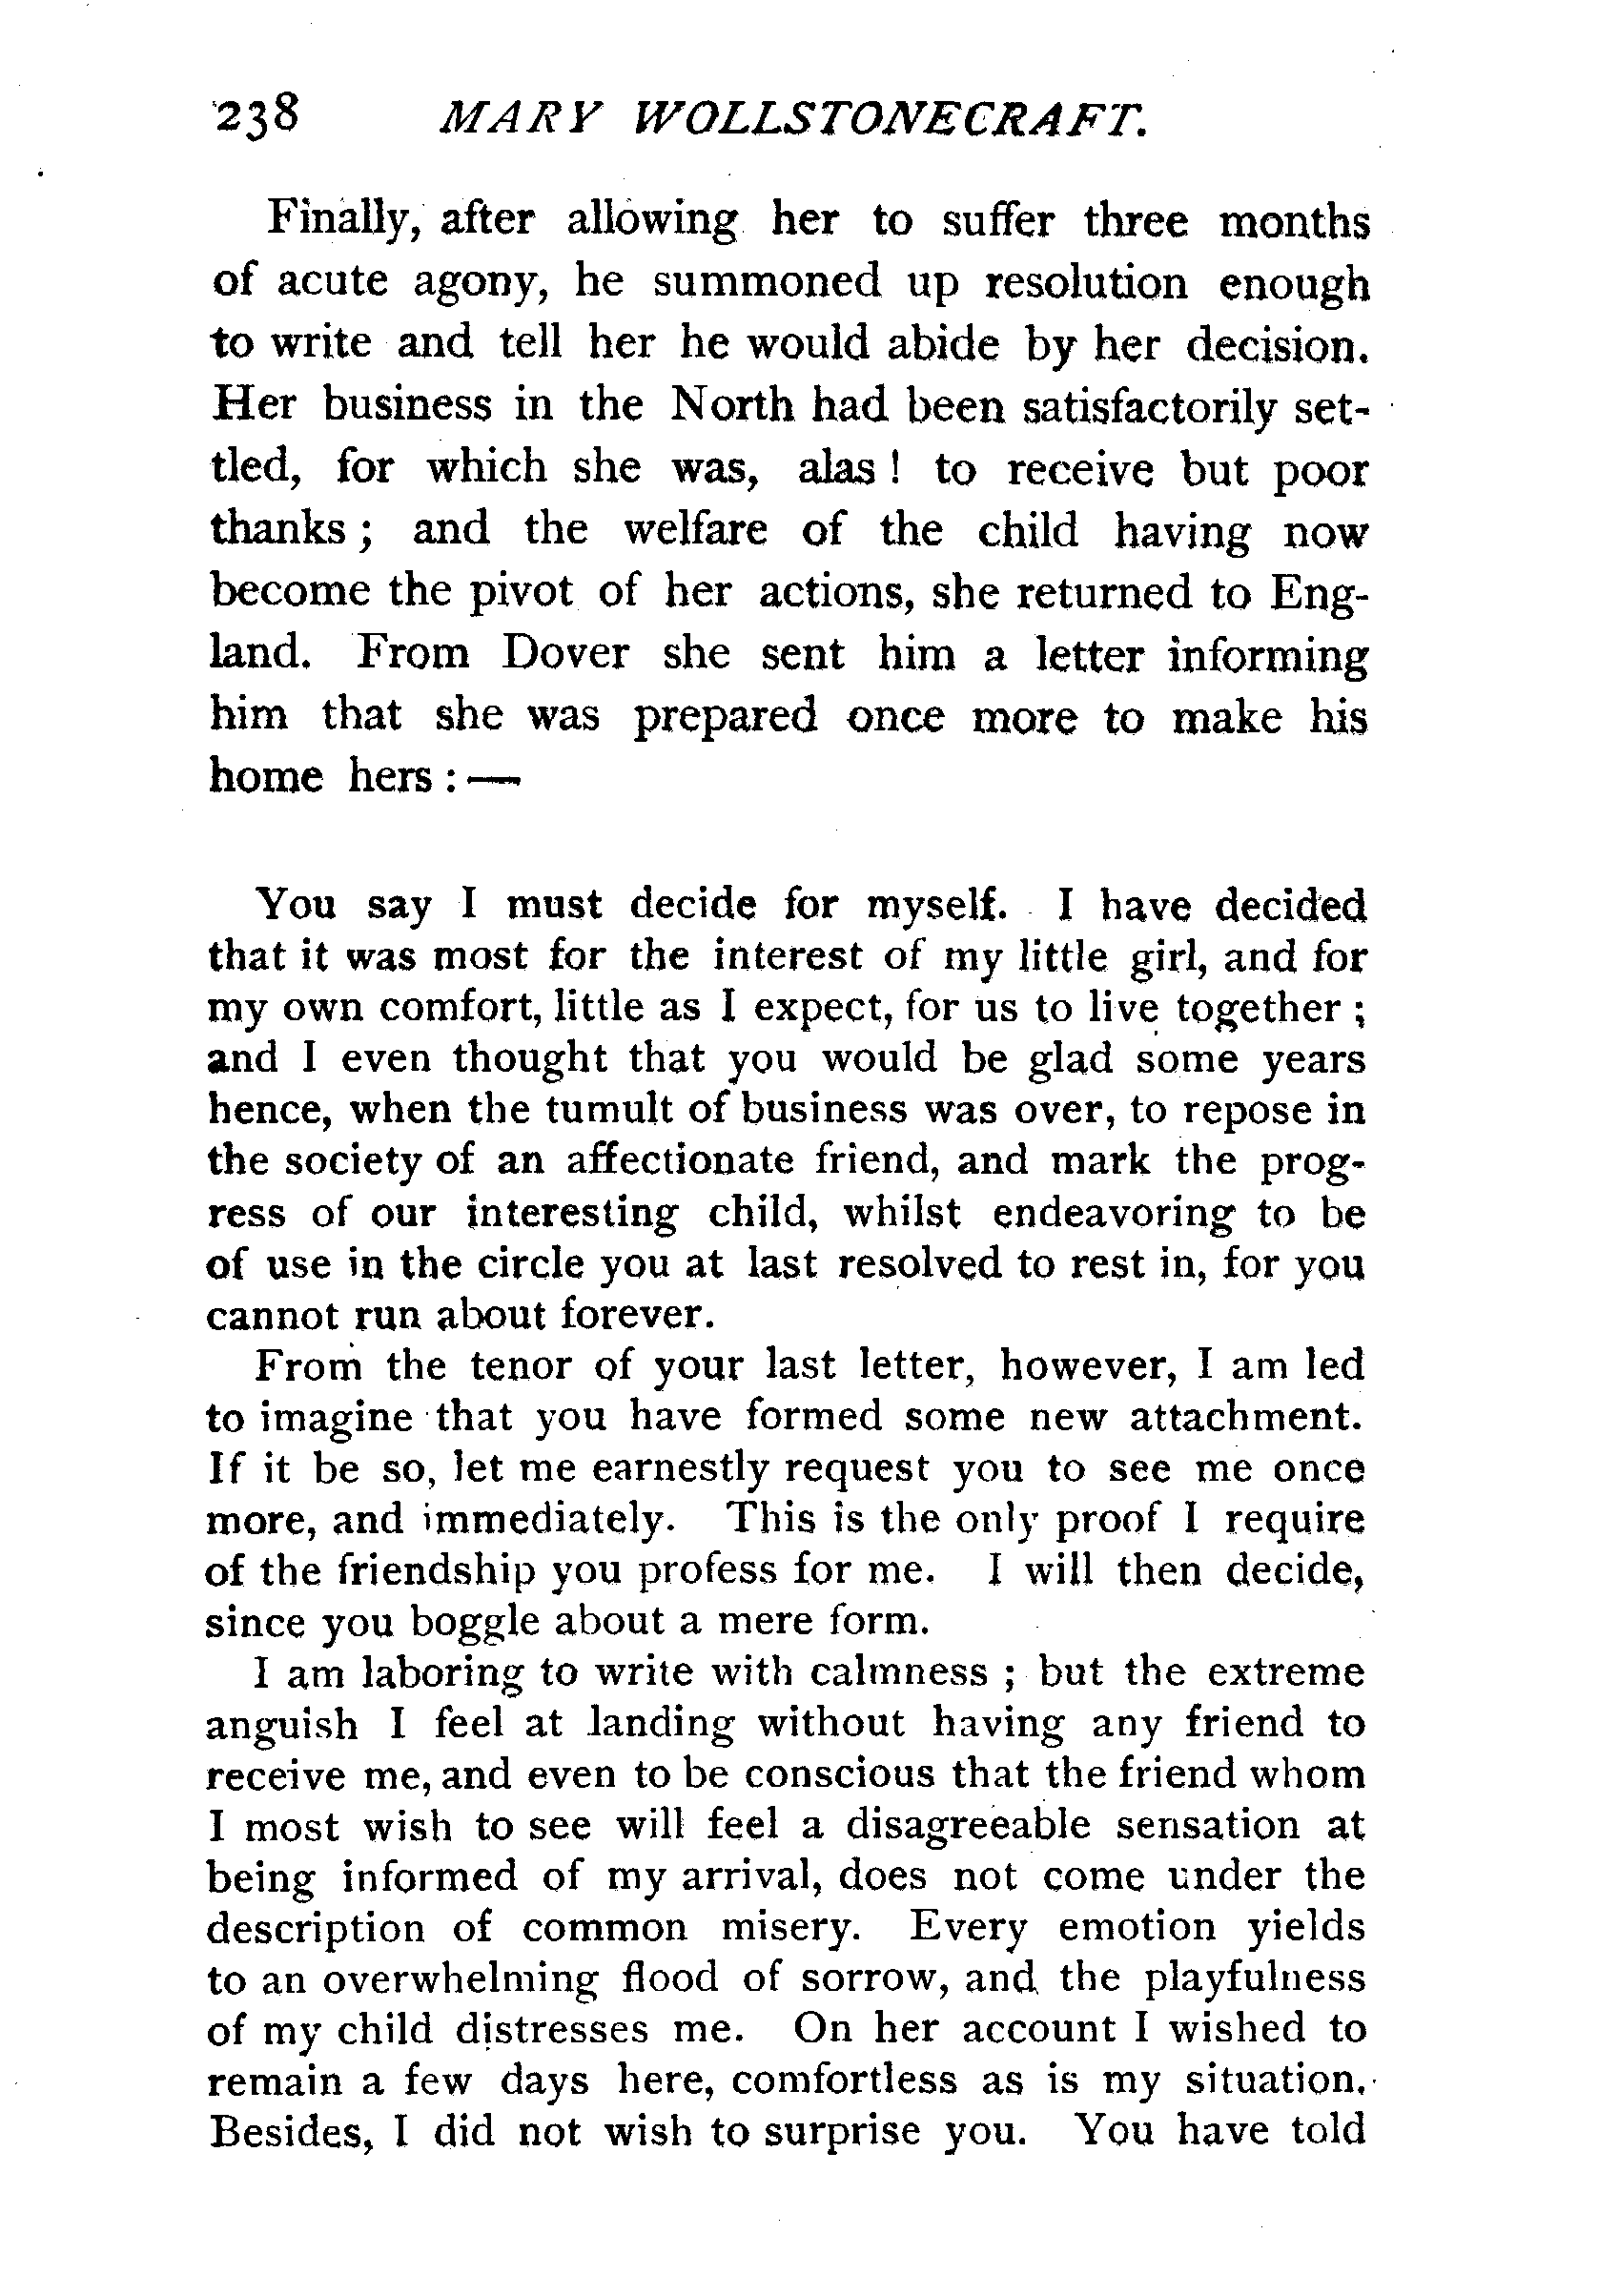 238 MARY WOLLSTONECRAFT.
Finally, after allowing her to suffer three months
of acute agony, he summoned up resolution enough
to write and tell her he would abide by her decision.
Her business in the North had been satisfactorily set-
tled, for which she was, alas ! to receive but poor
thanks ; and the welfare of the child having now
become the pivot of her actions, she returned to Eng-
land. From Dover she sent him a letter informing
him that she was prepared once more to make his
home hers : —
You say I must decide for myself. I have decided
that it was most for the interest of my little girl, and for
my own comfort, little as I expect, for us to live together ;
and I even thought that you would be glad some years
hence, when the tumult of business was over, to repose in
the society of an affectionate friend, and mark the prog-
ress of our interesting child, whilst endeavoring to be
of use in the circle you at last resolved to rest in, for you
cannot run about forever.
From the tenor of your last letter, however, I am led
to imagine that you have formed some new attachment.
If it be so, let me earnestly request you to see me once
more, and immediately. This is the only proof I require
of the friendship you profess for me. I will then decide,
since you boggle about a mere form.
I am laboring to write with calmness ; but the extreme
anguish I feel at landing without having any friend to
receive me, and even to be conscious that the friend whom
I most wish to see will feel a disagreeable sensation at
being informed of my arrival, does not come under the
description of common misery. Every emotion yields
to an overwhelming flood of sorrow, and the playfulness
of my child distresses me. On her account I wished to
remain a few days here, comfortless as is my situation.
Besides, I did not wish to surprise you. You have told